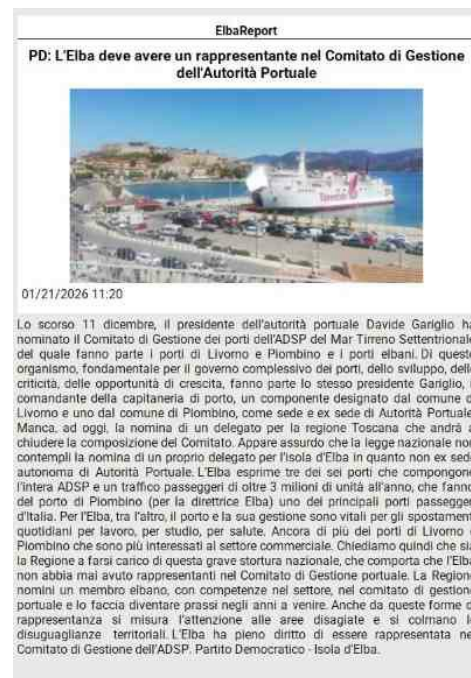 ElbaReport
PD: L'Elba deve avere un rappresentante nel Comitato di Gestione
dell'Autorità Portuale
01/21/2026 11:20
Lo scorso 11 dicembre, il presidente dell'autorità portuale Davide Gariglio ha
nominato il Comitato di Gestione dei porti dell'ADSP del Mar Tirreno Settentrionale
del quale fanno parte i porti di Livorno e Piombino e i porti elbani. Di questo
organismo, fondamentale per il governo complessivo dei porti, dello sviluppo, delle
criticità, delle opportunità di crescita, fanno parte lo stesso presidente Gariglio, i
comandante della capitaneria di porto, un componente designato dal comune d
Livorno e uno dal comune di Piombino, come sede e ex sede di Autorità Portuale
Manca, ad oggi, la nomina di un delegato per la regione Toscana che andrà a
chiudere la composizione del Comitato. Appare assurdo che la legge nazionale non
contempli la nomina di un proprio delegato per l'isola d'Elba in quanto non ex sede
autonoma di Autorità Portuale. L'Elba esprime tre dei sei porti che compongono
l'intera ADSP e un traffico passeggeri di oltre 3 milioni di unità all'anno, che fanno
del porto di Piombino (per la direttrice Elba) uno dei principali porti passegger
d'Italia. Per l'Elba, tra l'altro, il porto e la sua gestione sono vitali per gli spostament
quotidiani per lavoro, per studio, per salute. Ancora di più dei porti di Livorno e
Piombino che sono più interessati al settore commerciale. Chiediamo quindi che sia
la Regione a farsi carico di questa grave stortura nazionale, che comporta che l'Elba
non abbia mai avuto rappresentanti nel Comitato di Gestione portuale. La Regione
nomini un membro elbano, con competenze nel settore, nel comitato di gestione
portuale e lo faccia diventare prassi negli anni a venire. Anche da queste forme d
rappresentanza si misura l'attenzione alle aree disagiate e si colmano le
disuguaglianze territoriali. L'Elba ha pieno diritto di essere rappresentata ne
Comitato di Gestione dell'ADSP. Partito Democratico - Isola d'Elba.